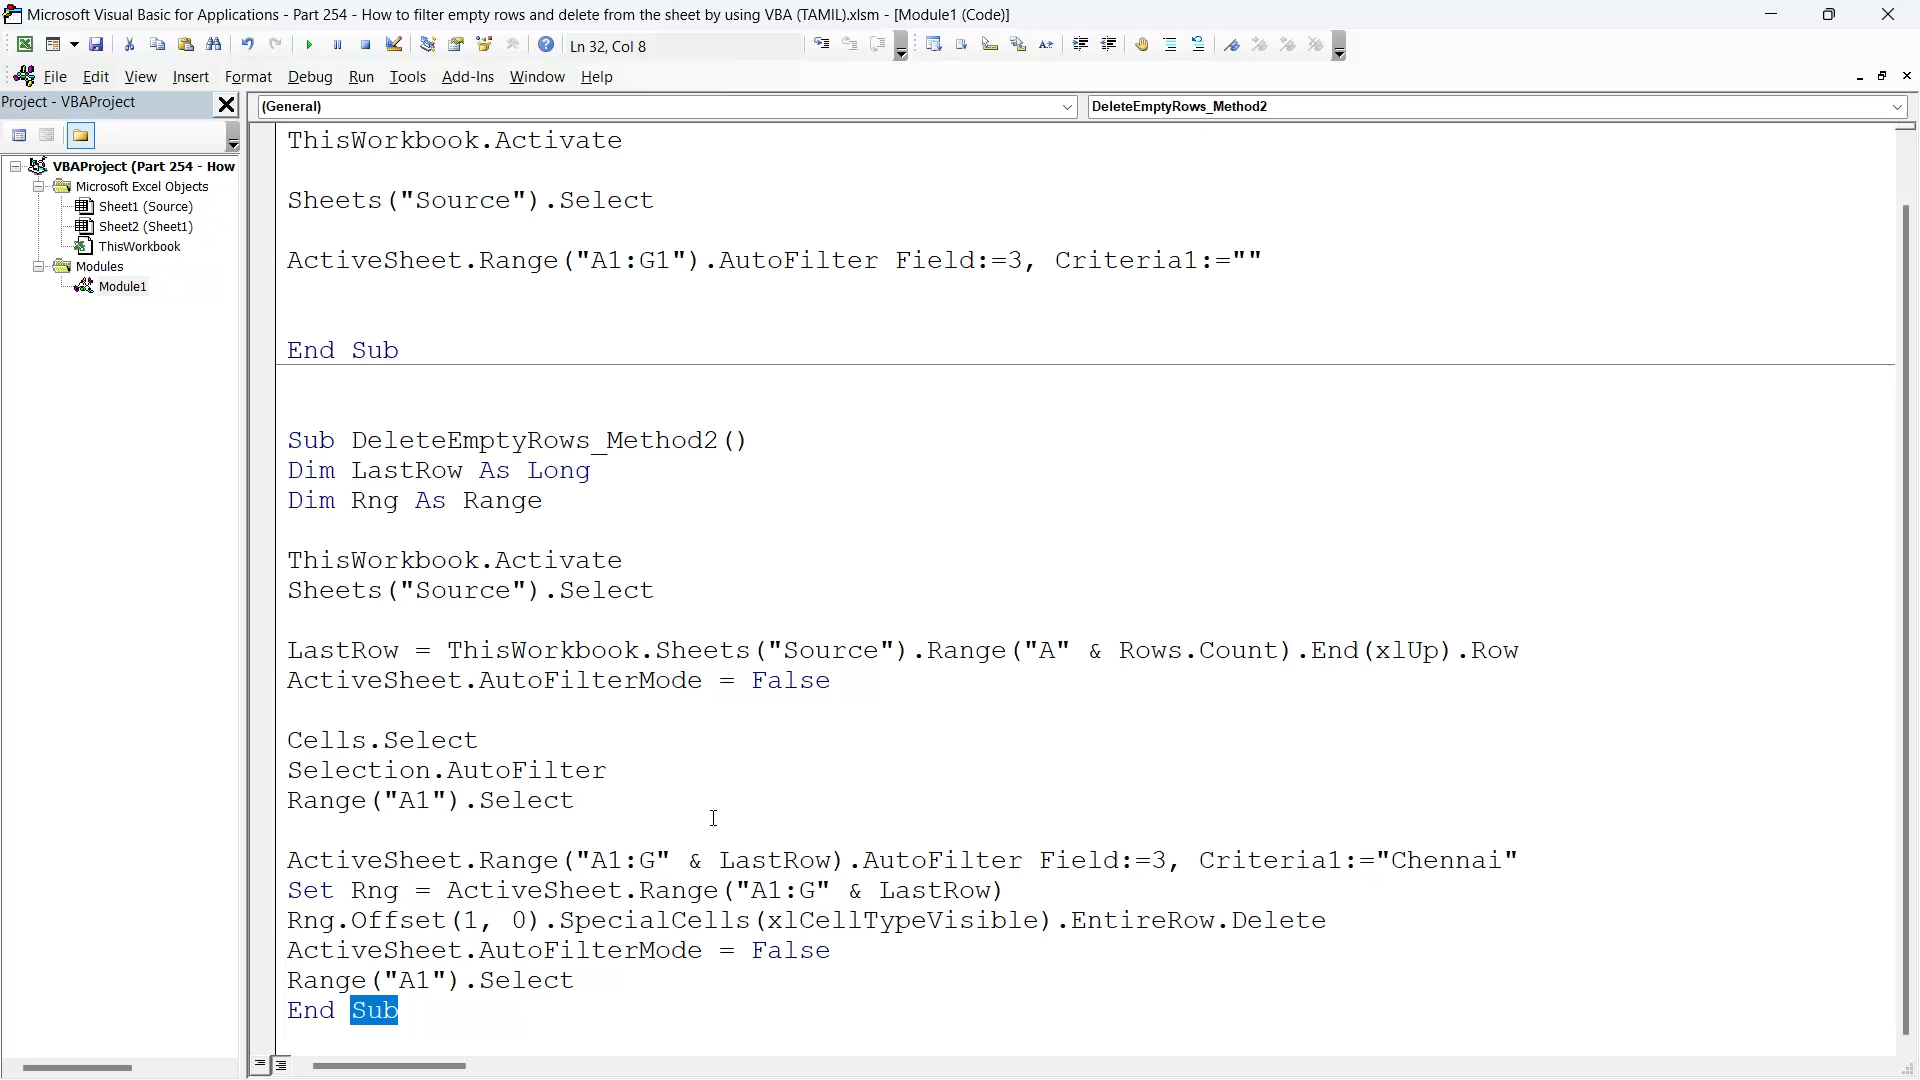 Microsoft Visual Basic for Applications - Part 254 - How to filter empty rows and delete from the sheet by using VBA (TAMIL).xlsm - [Module1 (Code)]
Ln 32, Col 8
File Edit View Insert Format Debug Run Tools Add-Ins Window Help
Project - VBAProject
(General)
DeleteEmptyRows_Method2
VBAProject (Part 254 - How
Microsoft Excel Objects
Sheet1 (Source)
Sheet2 (Sheet1)
ThisWorkbook
Modules
Module1
ThisWorkbook.Activate
Sheets("Source").Select
ActiveSheet.Range("A1:G1").AutoFilter Field:=3, Criteria1:=""
End Sub
Sub DeleteEmptyRows_Method2()
Dim LastRow As Long
Dim Rng As Range
ThisWorkbook.Activate
Sheets("Source").Select
LastRow = ThisWorkbook.Sheets("Source").Range("A" & Rows.Count).End(xlUp).Row
ActiveSheet.AutoFilterMode = False
Cells.Select
Selection.AutoFilter
Range("A1").Select
ActiveSheet.Range("A1:G" & LastRow).AutoFilter Field:=3, Criteria1:="Chennai"
Set Rng = ActiveSheet.Range("A1:G" & LastRow)
Rng.Offset(1, 0).SpecialCells(xlCellTypeVisible).EntireRow.Delete
ActiveSheet.AutoFilterMode = False
Range("A1").Select
End Sub